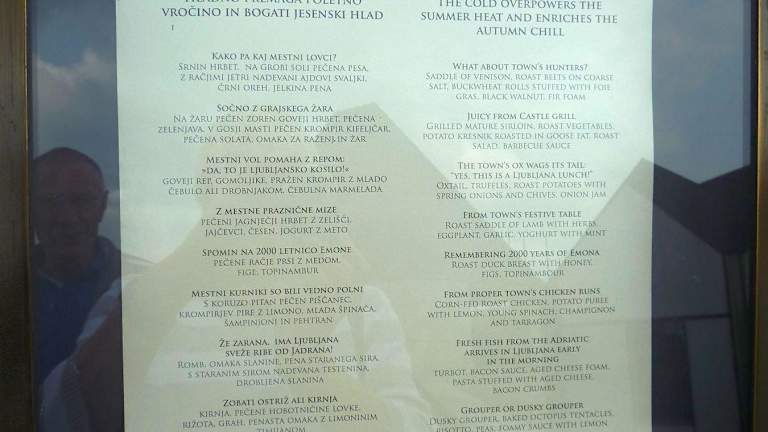 VROČINO IN BOGATI JESENSKI HLAD
Kako pa kaj mestni lovci?
Srnin hrbet, na grobi soli pečena pesa,
z račjimi jetri nadevani ajdovi svaljki,
črni oreh, jelkina pena
Sočno z grajskega žara
Na žaru pečen zoren goveji hrbet, pečena
zelenjava, v gosji masti pečen krompir kifeljčar,
pečena solata, omaka za raženj in žar
Mestni vol pomaha z repom:
»Da, to je ljubljansko kosilo!«
Goveji rep, gomoljike, pražen krompir z mlado
čebulo ali drobnjakom, čebulna marmelada
Z mestne praznične mize
Pečeni jagnječji hrbet z zelišči,
jajčevci, česen, jogurt z meto
Spomin na 2000 letnico Emone
Pečene račje prsi z medom,
fige, topinambur
Mestni kurniki so bili vedno polni
S koruzo pitan pečen piščanec,
krompirjev pire z limono, mlada špinača,
šampinjoni in pehtran
Že zarana, ima Ljubljana
sveže ribe od Jadrana!
Romb, omaka slanine, pena staranega sira,
s staranim sirom nadevana testenina,
drobljena slanina
Zobati ostriž ali kirnja
Kirnja, pečene hobotničine lovke,
rižota, grah, penasta omaka z limoninim
timijanom
THE COLD OVERPOWERS THE
SUMMER HEAT AND ENRICHES THE
AUTUMN CHILL
What about town's hunters?
Saddle of venison, roast belts on coarse
salt, buckwheat rolls stuffed with foie
gras, black walnut, fir foam
Juicy from Castle grill
Grilled mature sirloin, roast vegetables,
potato kresnik roasted in goose fat, roast
salad, barbecue sauce
The town's ox wags its tail:
"Yes, this is a Ljubljana lunch!"
Oxtail, truffles, roast potatoes with
spring onions and chives, onion jam
From town's festive table
Roast saddle of lamb with herbs,
eggplant, garlic, yoghurt with mint
Remembering 2000 years of Emona
Roast duck breast with honey,
figs, topinambour
From proper town's chicken runs
Corn-fed roast chicken, potato puree
with lemon, young spinach, champignon
and tarragon
Fresh fish from the Adriatic
arrives in Ljubljana early
in the morning
Turbot, bacon sauce, aged cheese foam,
pasta stuffed with aged cheese,
bacon crumbs
Grouper or dusky grouper
Dusky grouper, baked octopus tentacles,
risotto, peas, foamy sauce with lemon